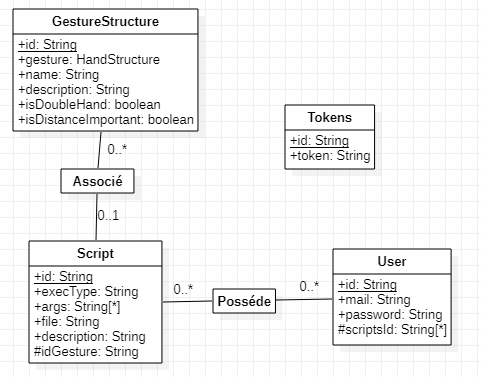 GestureStructure
+id: String
+gesture: HandStructure
+name: String
+description: String
+isDoubleHand: boolean
+isDistanceImportant: boolean
Tokens
+id: String
+token: String
0..*
Associé
0..1
Script
+id: String
+execType: String
+args: String[*]
+file: String
+description: String
#idGesture: String
0..*
Posséde
0..*
User
+id: String
+mail: String
+password: String
#scriptsId: String[*]